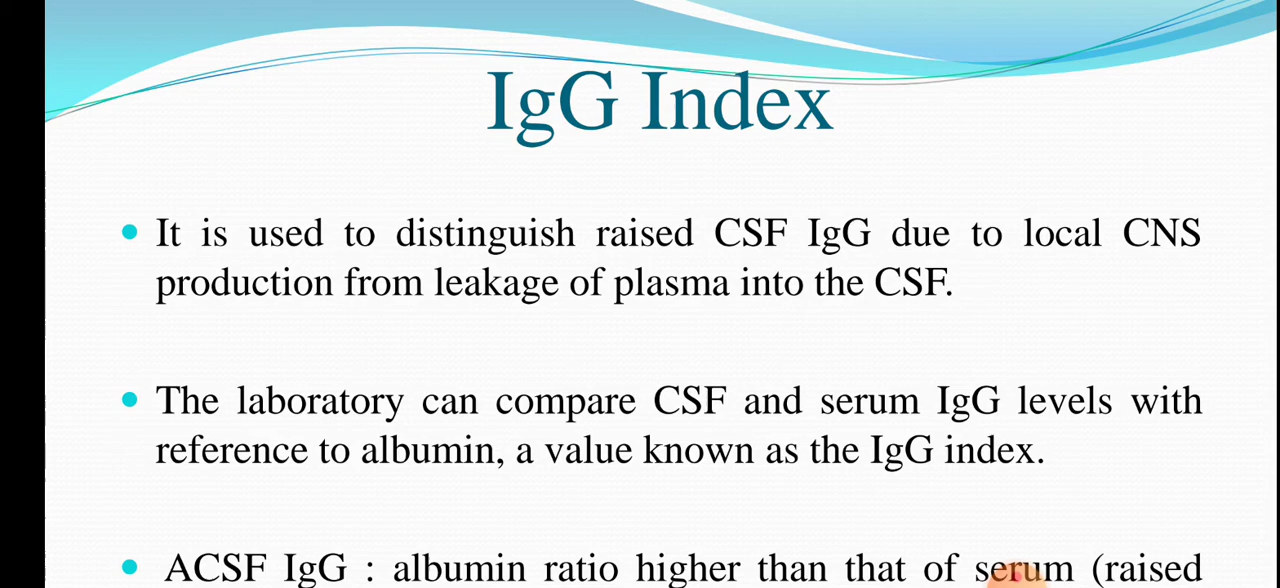 IgG Index
It is used to distinguish raised CSF IgG due to local CNS
production from leakage of plasma into the CSF.
The laboratory can compare CSF and serum IgG levels with
reference to albumin, a value known as the IgG index.
ACSF IgG : albumin ratio higher than that of serum (raised